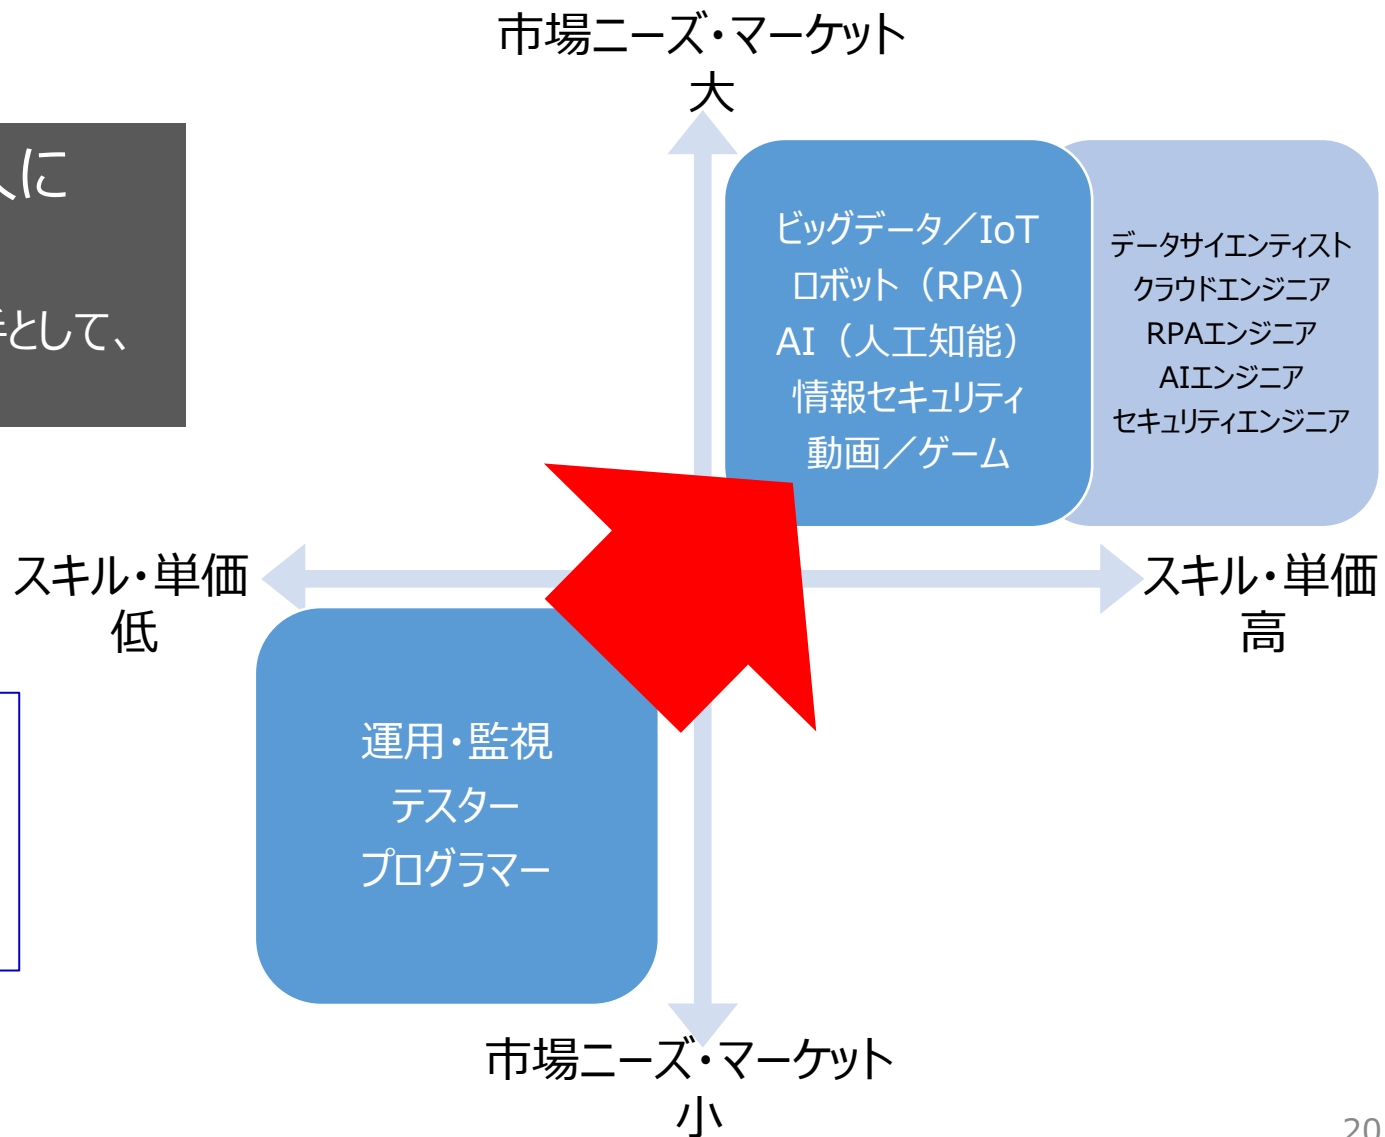 市場ニーズ・マーケット
大
人に
として、
ビッグデータ／IoT
ロボット（RPA）
AI（人工知能）
情報セキュリティ
動画／ゲーム
データサイエンティスト
クラウドエンジニア
RPAエンジニア
AIエンジニア
セキュリティエンジニア
スキル・単価
低
スキル・単価
高
運用・監視
テスター
プログラマー
市場ニーズ・マーケット
小
20